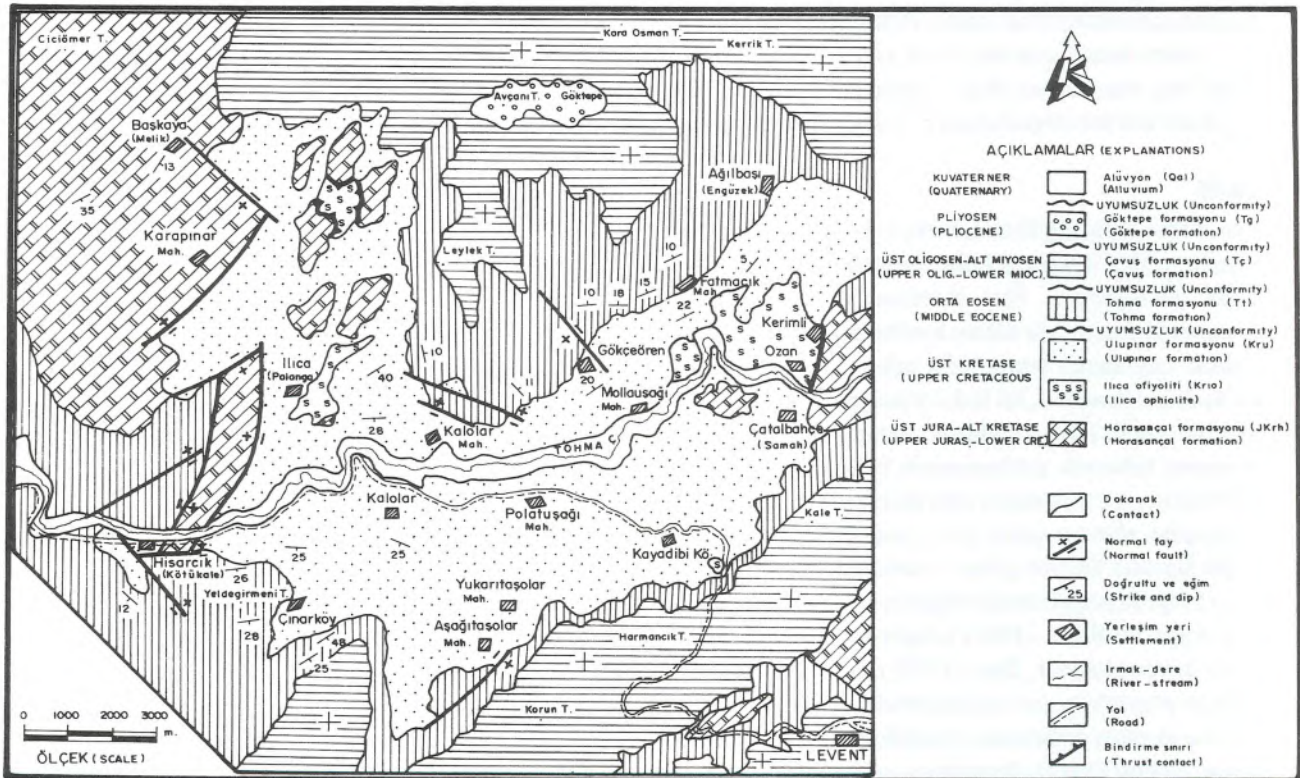 Ciciömer T.
Kara Osman T.
Kerrik T.
Avçanı T.
Göktepe
Başkaya
(Melik)
13
35
Karapınar
Mah.
Ağılbaşı
(Engüzek)
Leylek T.
10
5
15
18
10
22
Fatmacık
Mah.
Kerimli
Ozan
Ilıca
(Palanga)
40
10
11
Gökçeören
20
Mollauşağı
Mah.
28
Kalolar
Mah.
TOHMA Ç.
Çatalbahçe
(Samah)
Kalolar
Polatuşağı
Mah.
Kale T.
Kayadibi Kö.
Hisarcık
(Kötükale)
26
25
25
12
Yeldegirmeni T.
28
Çınarköy
Yukarıtaşolar
Mah.
Aşağıtaşolar
Mah.
48
25
Harmancık T.
Korun T.
LEVENT
0 1000 2000 3000
m.
ÖLÇEK (SCALE)
AÇIKLAMALAR (EXPLANATIONS)
KUVATERNER
(QUATERNARY)
Alüvyon (Qal)
(Alluvium)
UYUMSUZLUK (Unconformity)
PLİYOSEN
(PLIOCENE)
Göktepe formasyonu (Tg)
(Göktepe formation)
UYUMSUZLUK (Unconformity)
ÜST OLİGOSEN-ALT MİYOSEN
(UPPER OLIG.-LOWER MIOC).
Çavuş formasyonu (Tç)
(Çavuş formation)
UYUMSUZLUK (Unconformity)
ORTA EOSEN
(MIDDLE EOCENE)
Tohma formasyonu (Tt)
(Tohma formation)
UYUMSUZLUK (Unconformity)
Ulupınar formasyonu (Kru)
(Ulupınar formation)
ÜST KRETASE
(UPPER CRETACEOUS
Ilıca ofiyoliti (Krıo)
(Ilıca ophiolite)
ÜST JURA-ALT KRETASE
(UPPER JURAS.-LOWER CRE)
Horasançal formasyonu (JKrh)
(Horasançal formation)
Dokanak
(Contact)
Normal fay
(Normal fault)
25
Doğrultu ve eğim
(Strike and dip)
Yerleşim yeri
(Settlement)
Irmak-dere
(River-stream)
Yol
(Road)
Bindirme sınırı
(Thrust contact)